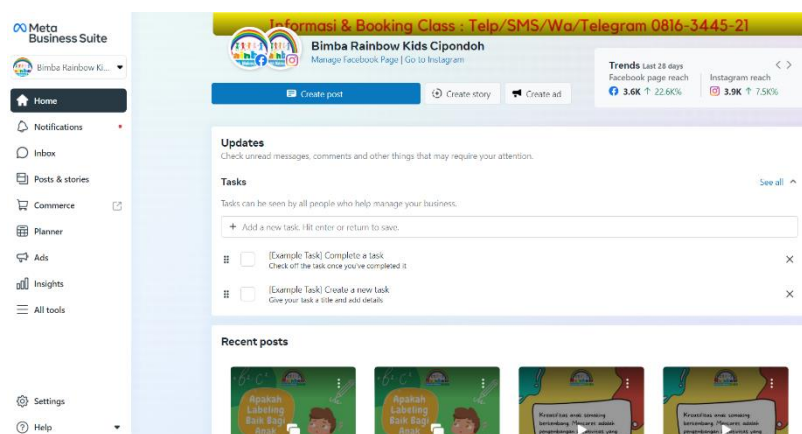 Meta
Business Suite
Bimba Rainbow Ki...
Home
Notifications
Inbox
Posts & stories
Commerce
Planner
Ads
Insights
All tools
Settings
Help
Informasi & Booking Class : Telp/SMS/Wa/Telegram 0816-3445-21
Bimba Rainbow Kids Cipondoh
Manage Facebook Page | Go to Instagram
Create post
Create story
Create ad
Trends Last 28 days
Facebook page reach
3.6K ↑ 22.6K%
Instagram reach
3.9K ↑ 7.5K%
Updates
Check unread messages, comments and other things that may require your attention.
Tasks
See all
Tasks can be seen by all people who help manage your business.
+ Add a new task. Hit enter or return to save.
[Example Task] Complete a task
Check off the task once you've completed it
[Example Task] Create a new task
Give your task a title and add details
Recent posts
Apakah
Labeling
Baik Bagi
Anak
Apakah
Labeling
Baik Bagi
Anak